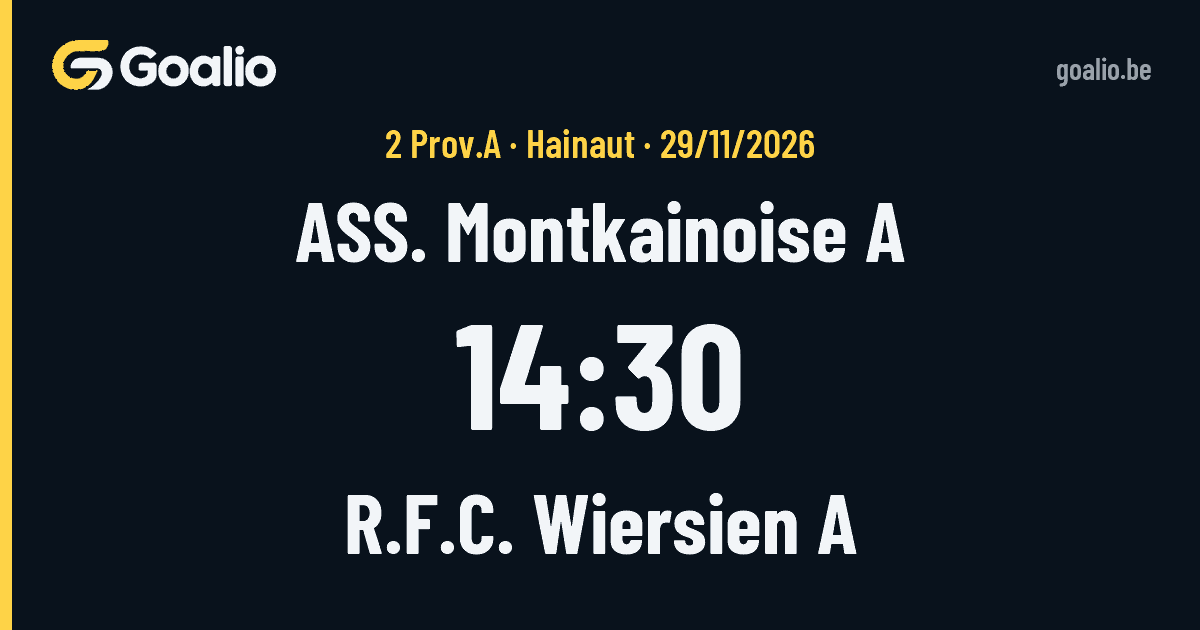 Goalio
goalio.be
2 Prov.A · Hainaut · 29/11/2026
ASS. Montkainoise A
14:30
R.F.C. Wiersien A